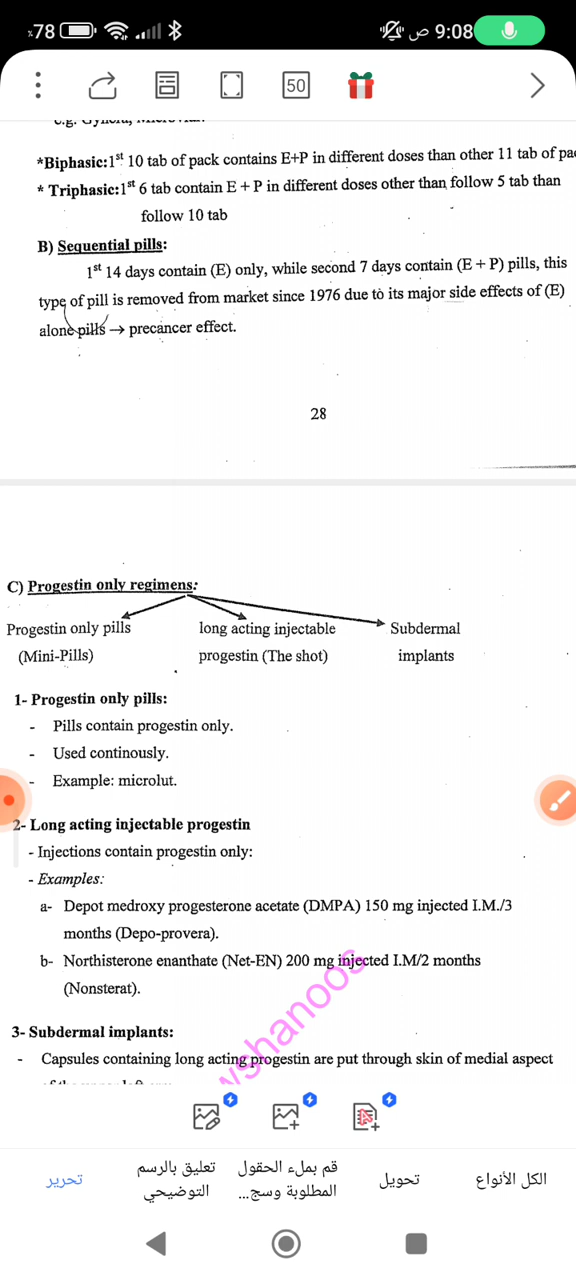 %78
9:08 ص
50
*Biphasic:1st 10 tab of pack contains E+P in different doses than other 11 tab of pac
* Triphasic:1st 6 tab contain E + P in different doses other than follow 5 tab than
follow 10 tab
B) Sequential pills:
1st 14 days contain (E) only, while second 7 days contain (E + P) pills, this
type of pill is removed from market since 1976 due to its major side effects of (E)
alone pills → precancer effect.
28
C) Progestin only regimens:
Progestin only pills long acting injectable Subdermal
(Mini-Pills) progestin (The shot) implants
1- Progestin only pills:
- Pills contain progestin only.
- Used continously.
- Example: microlut.
2- Long acting injectable progestin
- Injections contain progestin only:
- Examples:
a- Depot medroxy progesterone acetate (DMPA) 150 mg injected I.M./3
months (Depo-provera).
b- Northisterone enanthate (Net-EN) 200 mg injected I.M/2 months
(Nonsterat).
wshanoos
3- Subdermal implants:
- Capsules containing long acting progestin are put through skin of medial aspect
الكل الأنواع
تحويل
قم بملء الحقول
المطلوبة وسج...
تعليق بالرسم
التوضيحي
تحرير